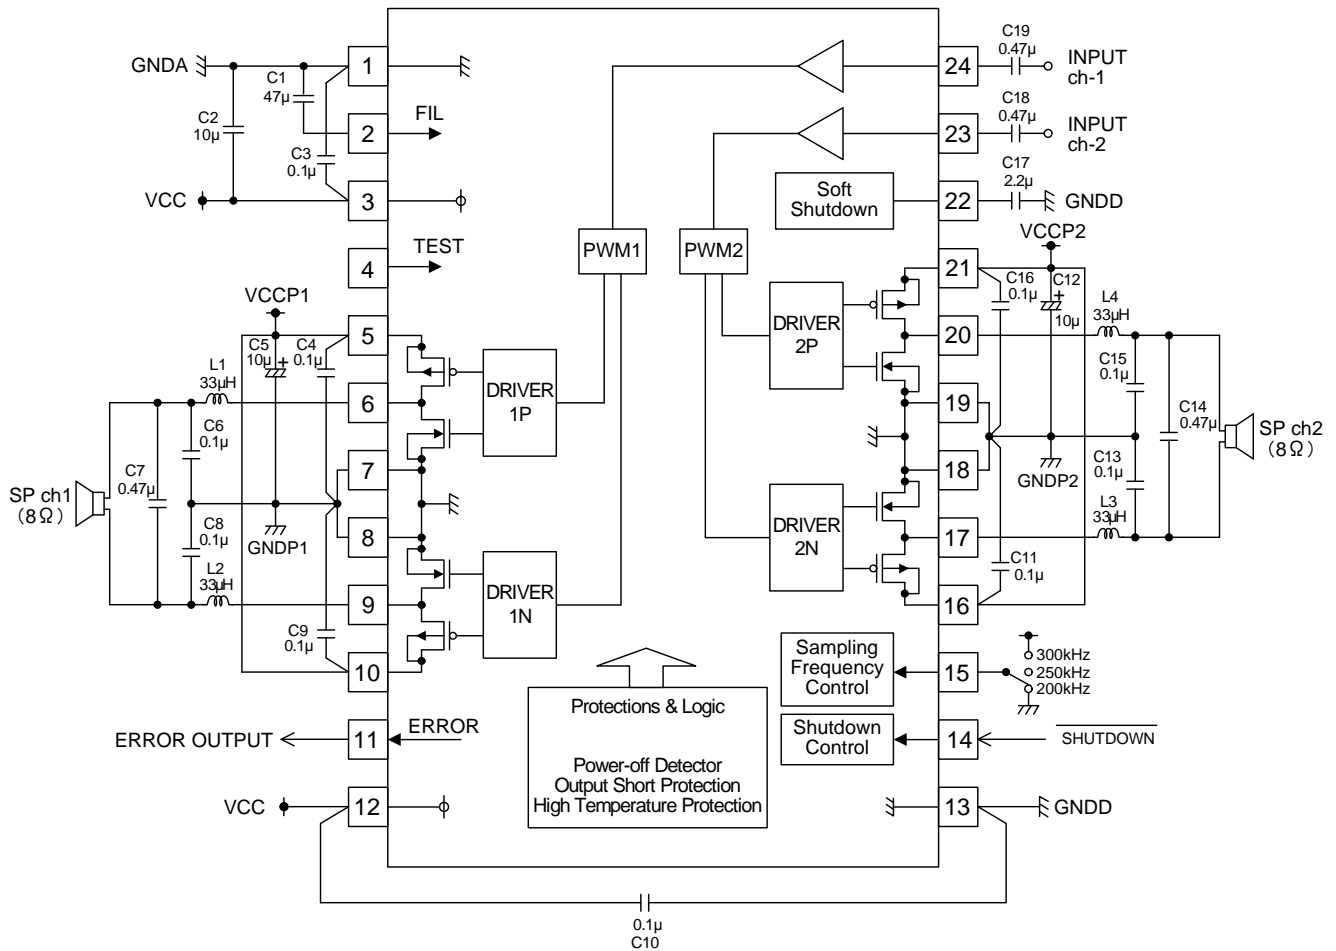 GNDA
C1
47µ
C2
10µ
C3
0.1µ
VCC
1
2
3
4
FIL
TEST
VCCP1
C5
10µ
+
C4
0.1µ
L1
33µH
C6
0.1µ
C7
0.47µ
SP ch1
(8Ω)
C8
0.1µ
GNDP1
L2
33µH
C9
0.1µ
5
6
7
8
9
10
DRIVER
1P
DRIVER
1N
PWM1
PWM2
ERROR OUTPUT
11
ERROR
VCC
12
Protections & Logic
Power-off Detector
Output Short Protection
High Temperature Protection
0.1µ
C10
24
C19
0.47µ
INPUT
ch-1
23
C18
0.47µ
INPUT
ch-2
Soft
Shutdown
22
C17
2.2µ
GNDD
VCCP2
21
C16
0.1µ
C12
+
10µ
L4
33µH
DRIVER
2P
20
C15
0.1µ
19
C14
0.47µ
SP ch2
(8Ω)
18
GNDP2
C13
0.1µ
DRIVER
2N
17
L3
33µH
C11
0.1µ
16
Sampling
Frequency
Control
15
300kHz
250kHz
200kHz
Shutdown
Control
14
SHUTDOWN
13
GNDD